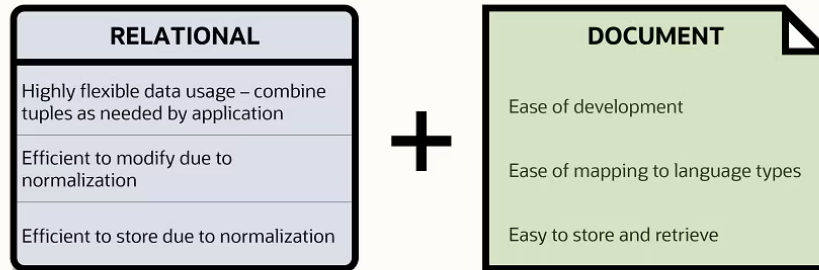 RELATIONAL
Highly flexible data usage – combine
tuples as needed by application
Efficient to modify due to
normalization
Efficient to store due to normalization
+
DOCUMENT
Ease of development
Ease of mapping to language types
Easy to store and retrieve